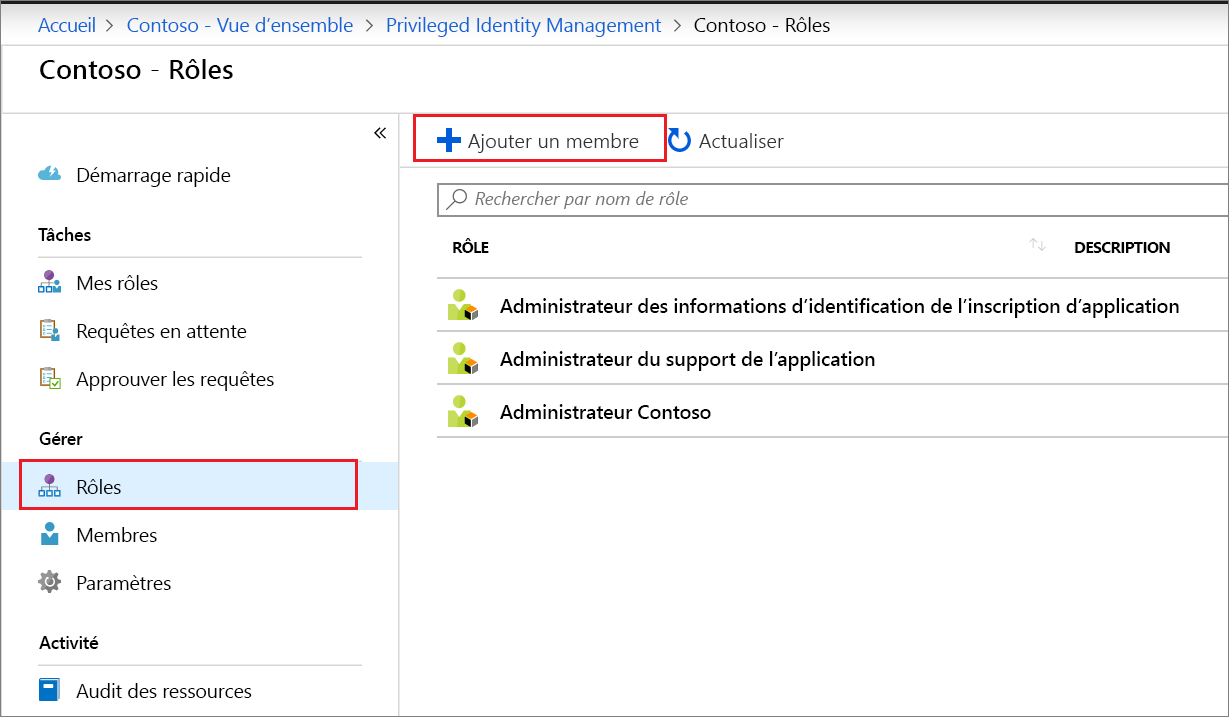 Accueil > Contoso - Vue d’ensemble > Privileged Identity Management > Contoso - Rôles
Contoso - Rôles
«
Démarrage rapide
Tâches
Mes rôles
Requêtes en attente
Approuver les requêtes
Gérer
Rôles
Membres
Paramètres
Activité
Audit des ressources
Ajouter un membre Actualiser
Rechercher par nom de rôle
RÔLE DESCRIPTION
Administrateur des informations d’identification de l’inscription d’application
Administrateur du support de l’application
Administrateur Contoso